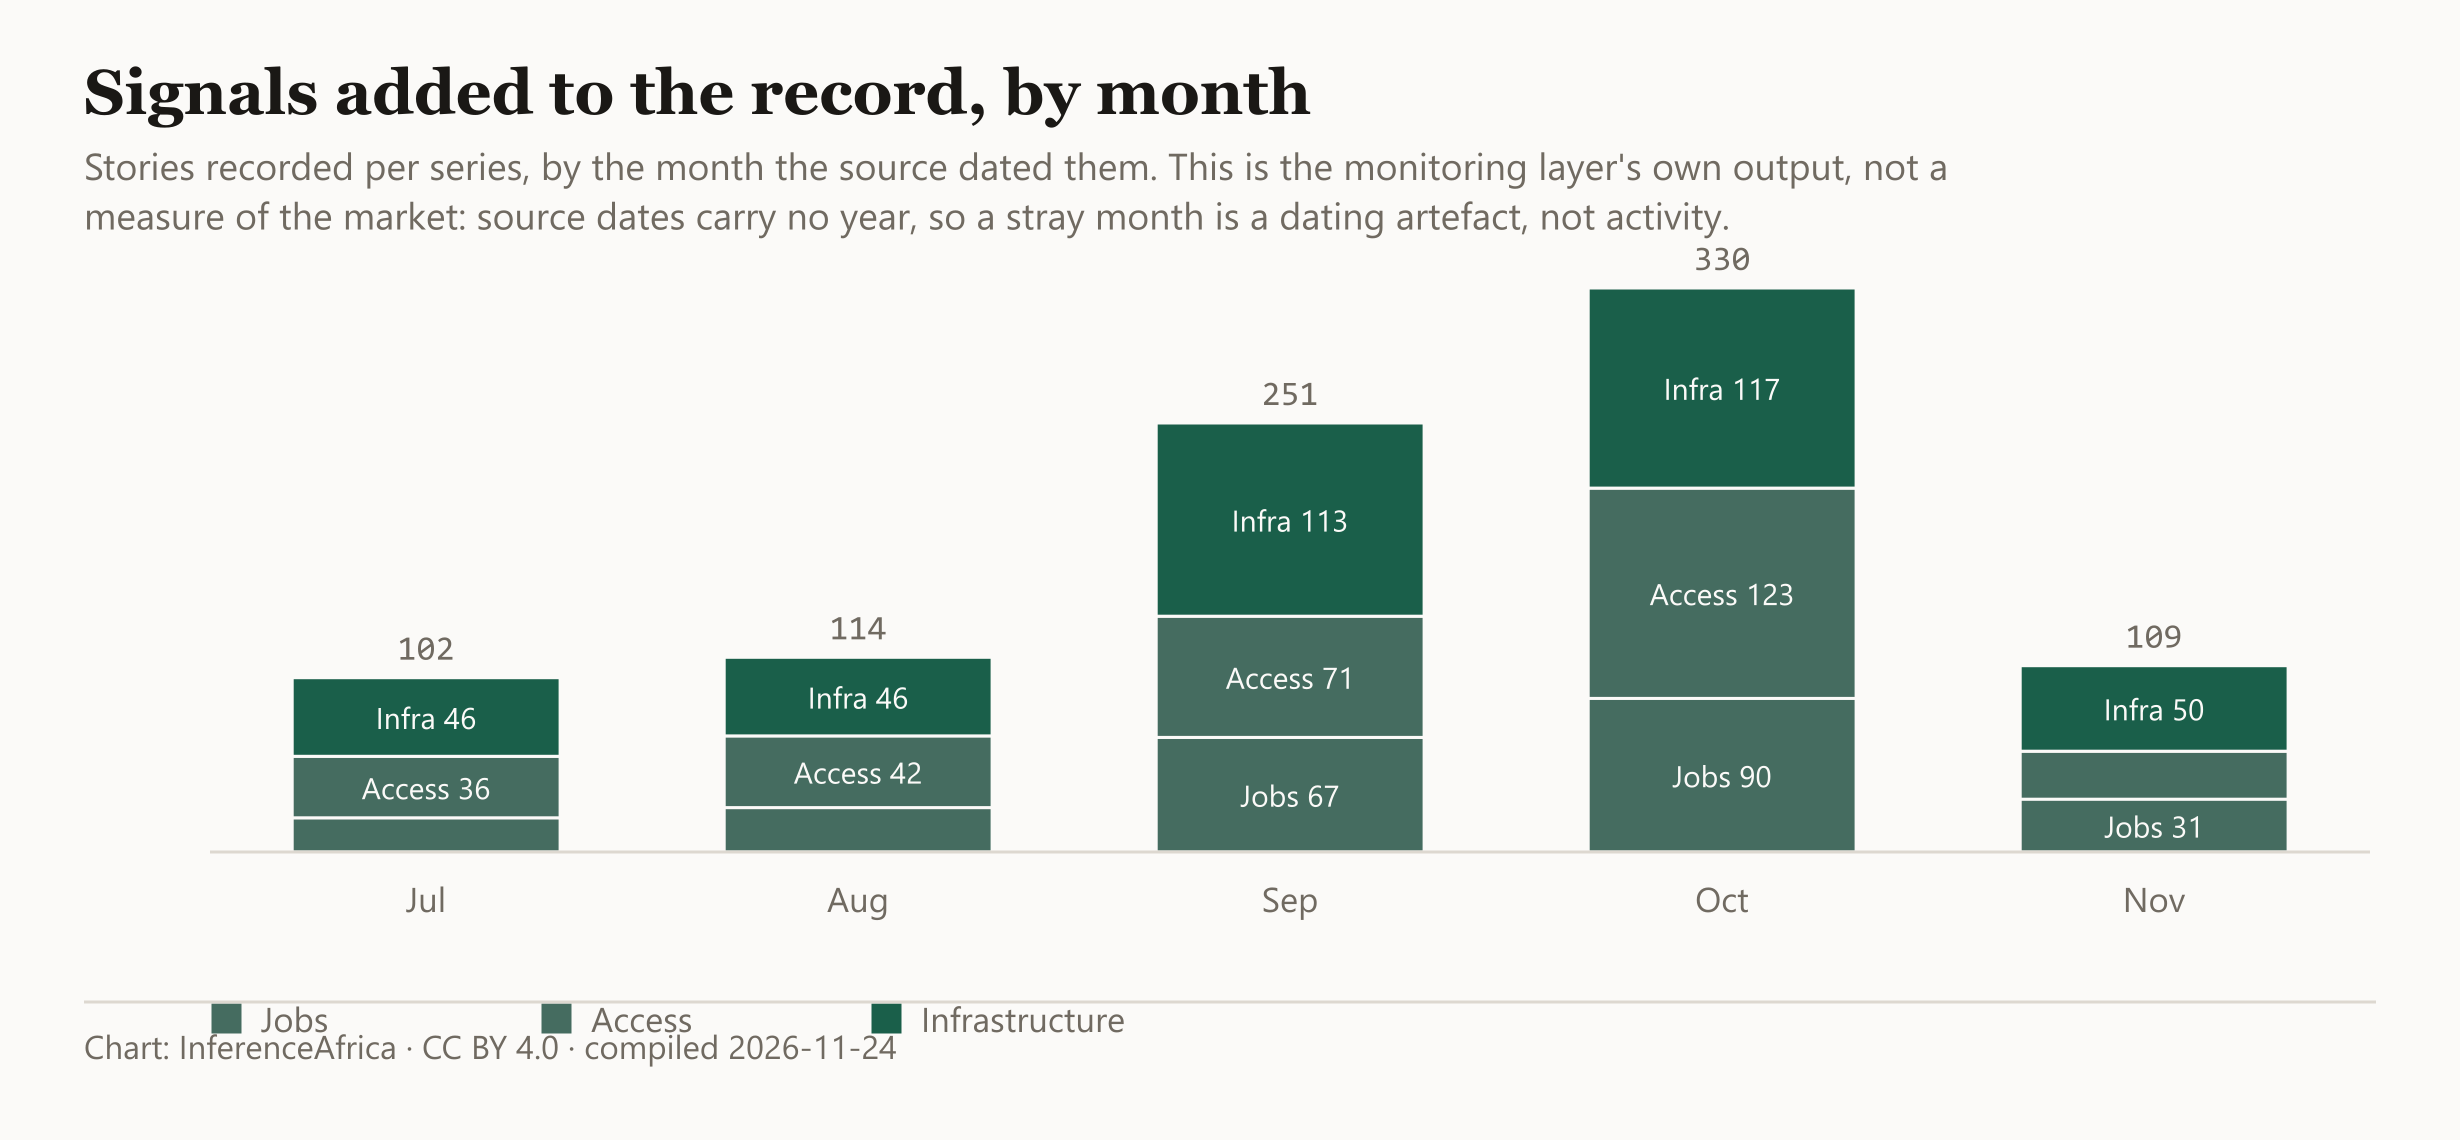 Signals added to the record, by month
Stories recorded per series, by the month the source dated them. This is the monitoring layer's own output, not a
measure of the market: source dates carry no year, so a stray month is a dating artefact, not activity.
102
Infra 46
Access 36
114
Infra 46
Access 42
251
Infra 113
Access 71
Jobs 67
330
Infra 117
Access 123
Jobs 90
109
Infra 50
Jobs 31
Jul
Aug
Sep
Oct
Nov
Jobs
Access
Infrastructure
Chart: InferenceAfrica · CC BY 4.0 · compiled 2026-11-24